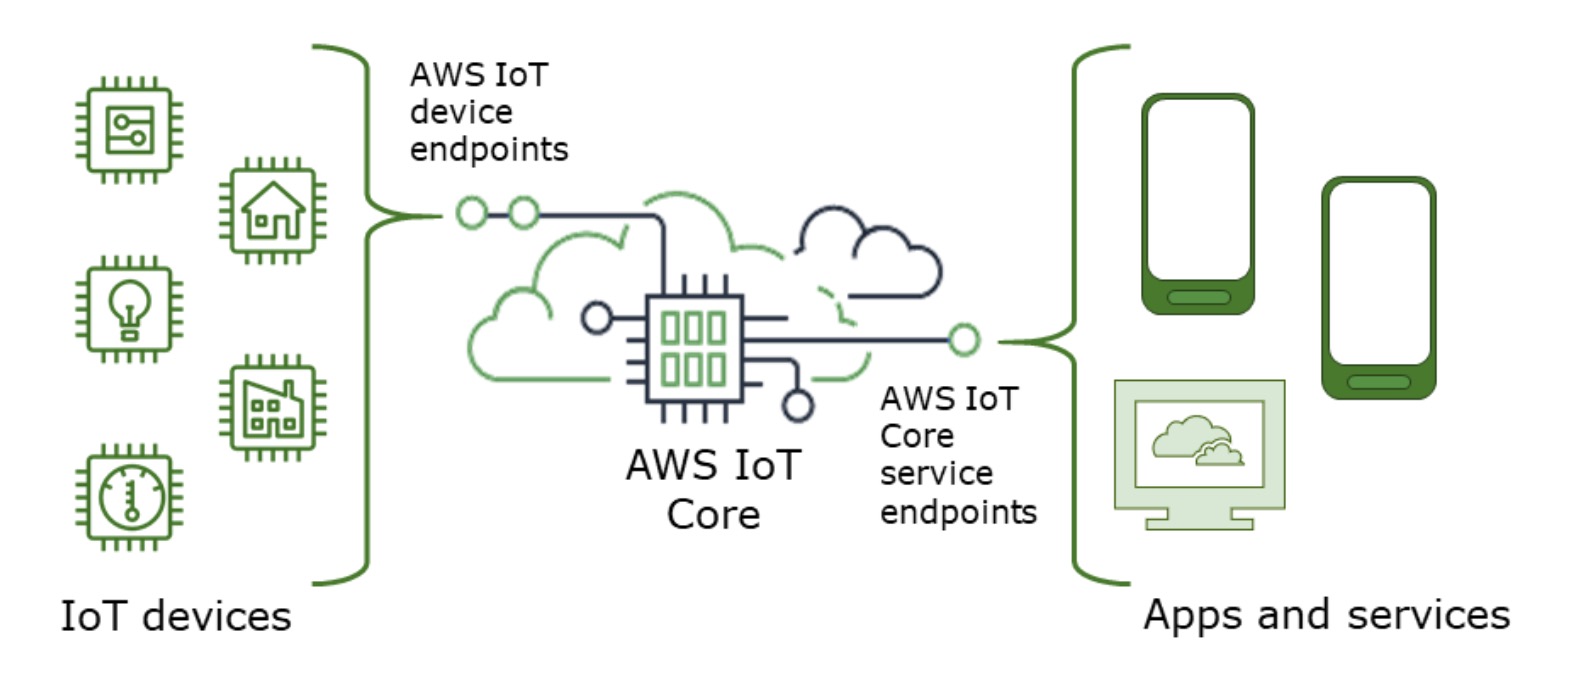 AWS IoT
device
endpoints
AWS IoT
Core
AWS IoT
Core
service
endpoints
IoT devices
Apps and services